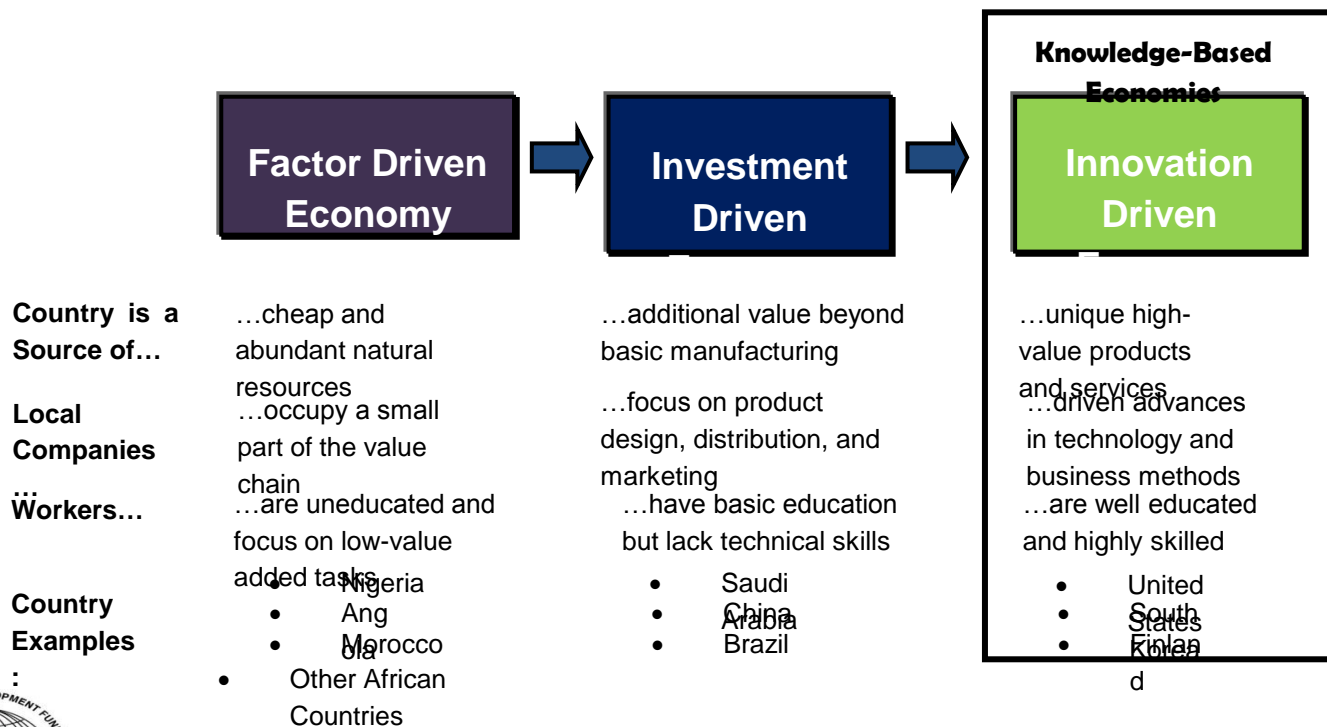 Knowledge-Based
Economies
Factor Driven
Economy
Investment
Driven
Innovation
Driven
Country is a
Source of…
…cheap and
abundant natural
resources
…additional value beyond
basic manufacturing
…unique high-
value products
and services
Local
Companies
…
…occupy a small
part of the value
chain
…focus on product
design, distribution, and
marketing
…driven advances
in technology and
business methods
Workers…
…are uneducated and
focus on low-value
added tasks
…have basic education
but lack technical skills
…are well educated
and highly skilled
Country
Examples
:
• Nigeria
• Ang
ola
• Morocco
• Other African
Countries
• Saudi
Arabia
• China
• Brazil
• United
States
• South
Korea
• Finlan
d
OPMENT FUN